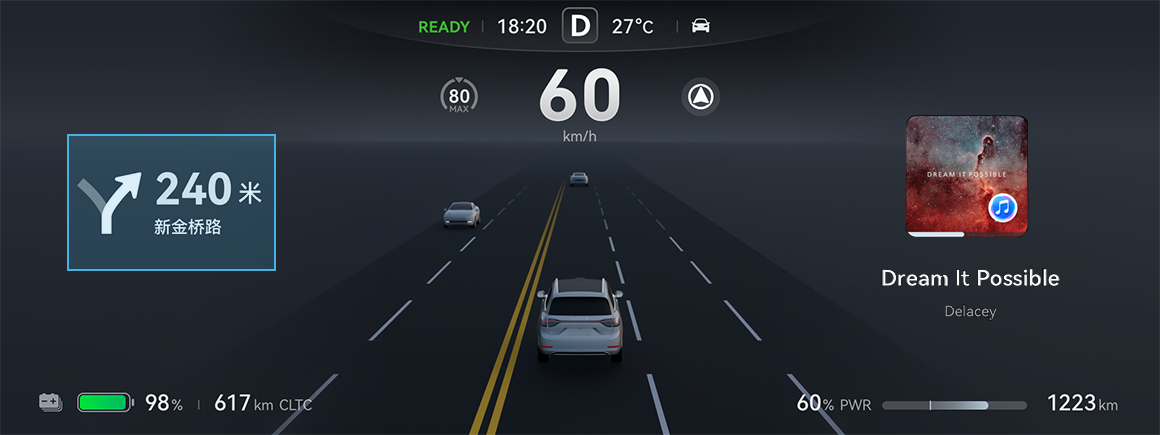 READY 18:20 D 27°C
80
MAX
60
km/h
240 米
新金桥路
DREAM IT POSSIBLE
Dream It Possible
Delacey
98% 617 km CLTC
60% PWR 1223 km